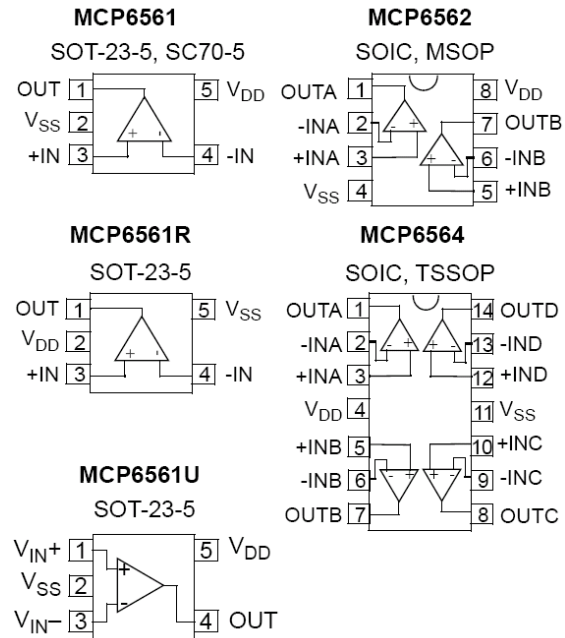 MCP6561
SOT-23-5, SC70-5
OUT 1 5 VDD
VSS 2
+IN 3 4 -IN
+ -
MCP6562
SOIC, MSOP
OUTA 1 8 VDD
-INA 2 7 OUTB
+INA 3 6 -INB
VSS 4 5 +INB
- +
+ -
MCP6561R
SOT-23-5
OUT 1 5 VSS
VDD 2
+IN 3 4 -IN
+ -
MCP6564
SOIC, TSSOP
OUTA 1 14 OUTD
-INA 2 13 -IND
+INA 3 12 +IND
VDD 4 11 VSS
+INB 5 10 +INC
-INB 6 9 -INC
OUTB 7 8 OUTC
- + + -
- + + -
MCP6561U
SOT-23-5
VIN+ 1 5 VDD
VSS 2
VIN– 3 4 OUT
+
-